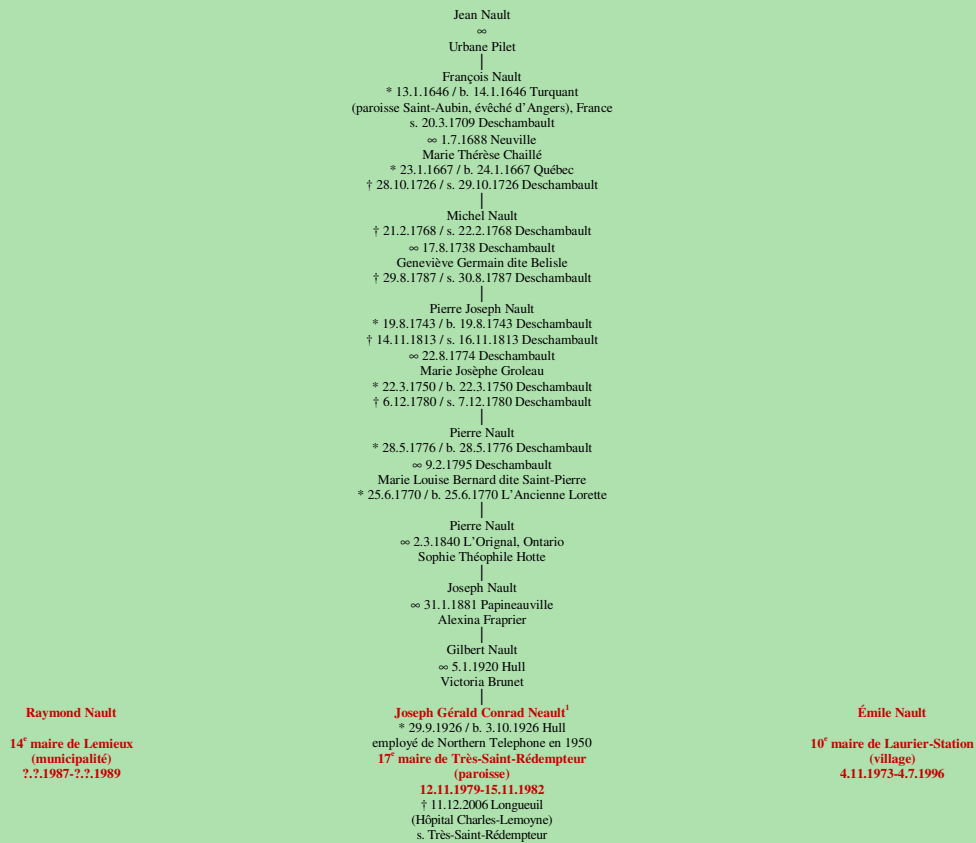 Jean Nault
∞
Urbane Pilet
François Nault
* 13.1.1646 / b. 14.1.1646 Turquant
(paroisse Saint-Aubin, évêché d'Angers), France
s. 20.3.1709 Deschambault
∞ 1.7.1688 Neuville
Marie Thérèse Chaillé
* 23.1.1667 / b. 24.1.1667 Québec
† 28.10.1726 / s. 29.10.1726 Deschambault
Michel Nault
† 21.2.1768 / s. 22.2.1768 Deschambault
∞ 17.8.1738 Deschambault
Geneviève Germain dite Belisle
† 29.8.1787 / s. 30.8.1787 Deschambault
Pierre Joseph Nault
* 19.8.1743 / b. 19.8.1743 Deschambault
† 14.11.1813 / s. 16.11.1813 Deschambault
∞ 22.8.1774 Deschambault
Marie Josèphe Groleau
* 22.3.1750 / b. 22.3.1750 Deschambault
† 6.12.1780 / s. 7.12.1780 Deschambault
Pierre Nault
* 28.5.1776 / b. 28.5.1776 Deschambault
∞ 9.2.1795 Deschambault
Marie Louise Bernard dite Saint-Pierre
* 25.6.1770 / b. 25.6.1770 L'Ancienne Lorette
Pierre Nault
∞ 2.3.1840 L'Orignal, Ontario
Sophie Théophile Hotte
Joseph Nault
∞ 31.1.1881 Papineauville
Alexina Fraprier
Gilbert Nault
∞ 5.1.1920 Hull
Victoria Brunet
Raymond Nault
14e maire de Lemieux
(municipalité)
?.?.1987-?.?.1989
Joseph Gérald Conrad Neault1
* 29.9.1926 / b. 3.10.1926 Hull
employé de Northern Telephone en 1950
17e maire de Très-Saint-Rédempteur
(paroisse)
12.11.1979-15.11.1982
† 11.12.2006 Longueuil
(Hôpital Charles-Lemoyne)
s. Très-Saint-Rédempteur
Émile Nault
10e maire de Laurier-Station
(village)
4.11.1973-4.7.1996